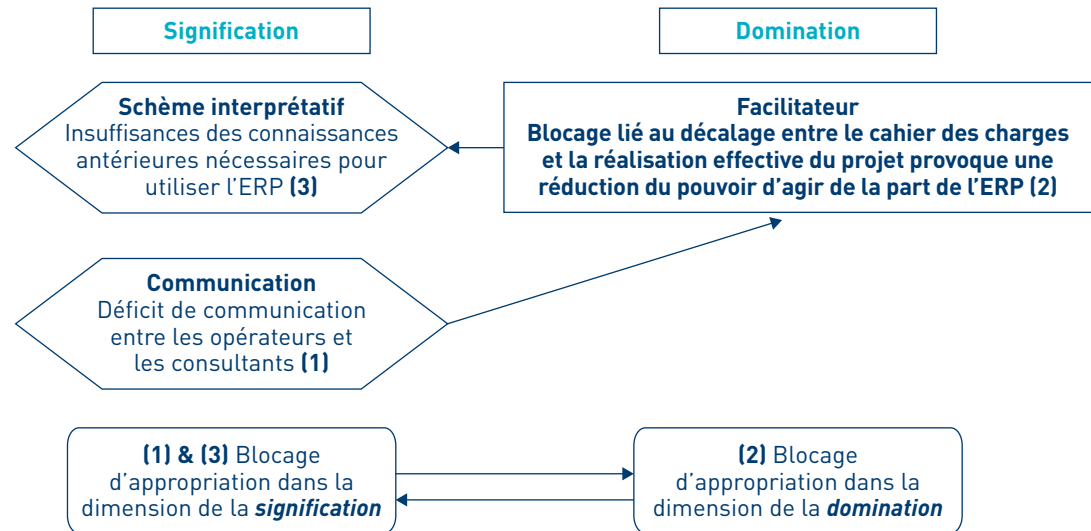 Signification
Domination
Schème interprétatif
Insuffisances des connaissances
antérieures nécessaires pour
utiliser l’ERP (3)
Facilitateur
Blocage lié au décalage entre le cahier des charges
et la réalisation effective du projet provoque une
réduction du pouvoir d’agir de la part de l’ERP (2)
Communication
Déficit de communication
entre les opérateurs et
les consultants (1)
(1) & (3) Blocage
d’appropriation dans la
dimension de la signification
(2) Blocage
d’appropriation dans la
dimension de la domination